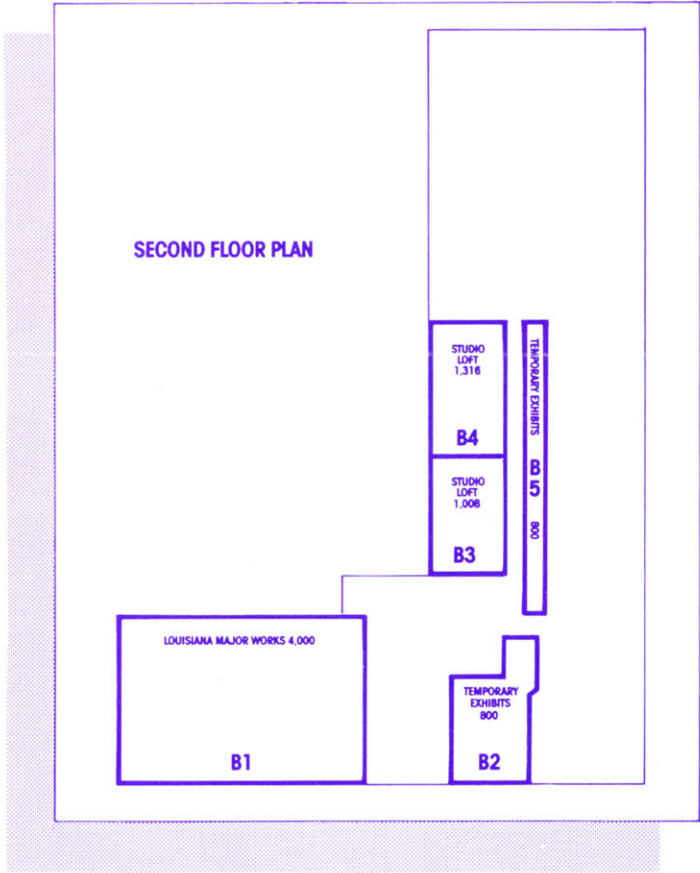 SECOND FLOOR PLAN
STUDIO
LOFT
1,316
B4
STUDIO
LOFT
1,008
B3
TEMPORARY EXHIBITS
B
5
800
LOUISIANA MAJOR WORKS 4,000
B1
TEMPORARY
EXHIBITS
800
B2